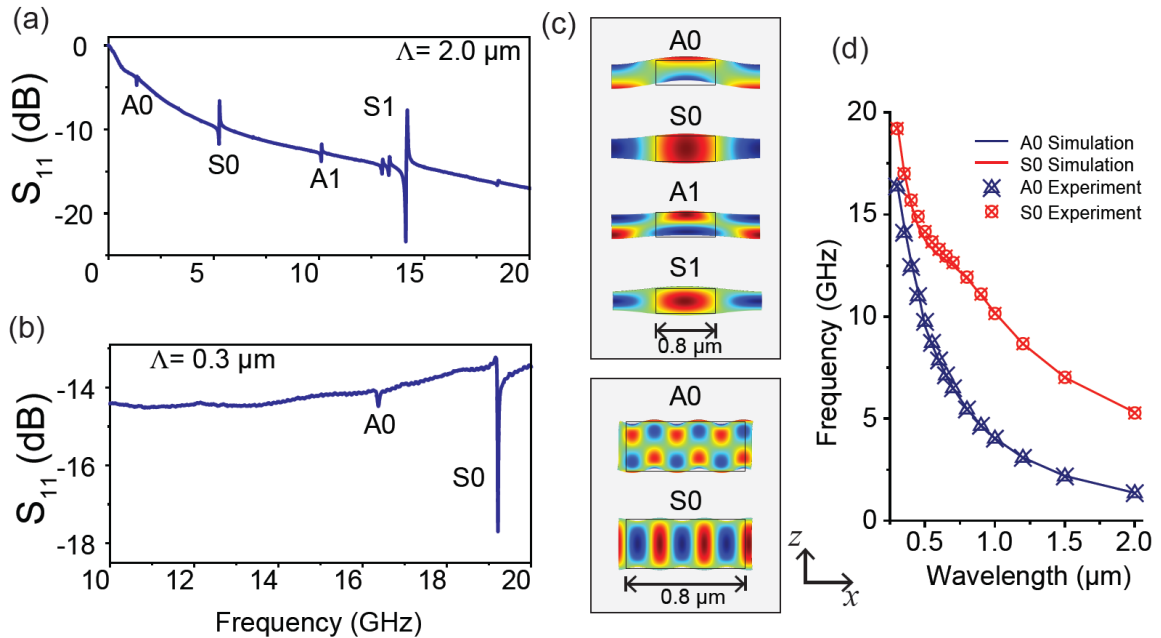 (a)
Λ= 2.0 µm
S11 (dB)
0
-10
-20
A0
S0
A1
S1
0 5 10 15 20
(b)
Λ= 0.3 µm
S11 (dB)
-14
-16
-18
A0
S0
10 12 14 16 18 20
Frequency (GHz)
(c)
A0
S0
A1
S1
0.8 µm
A0
S0
0.8 µm
z
x
(d)
A0 Simulation
S0 Simulation
A0 Experiment
S0 Experiment
Frequency (GHz)
20
15
10
5
0
0.5 1.0 1.5 2.0
Wavelength (µm)